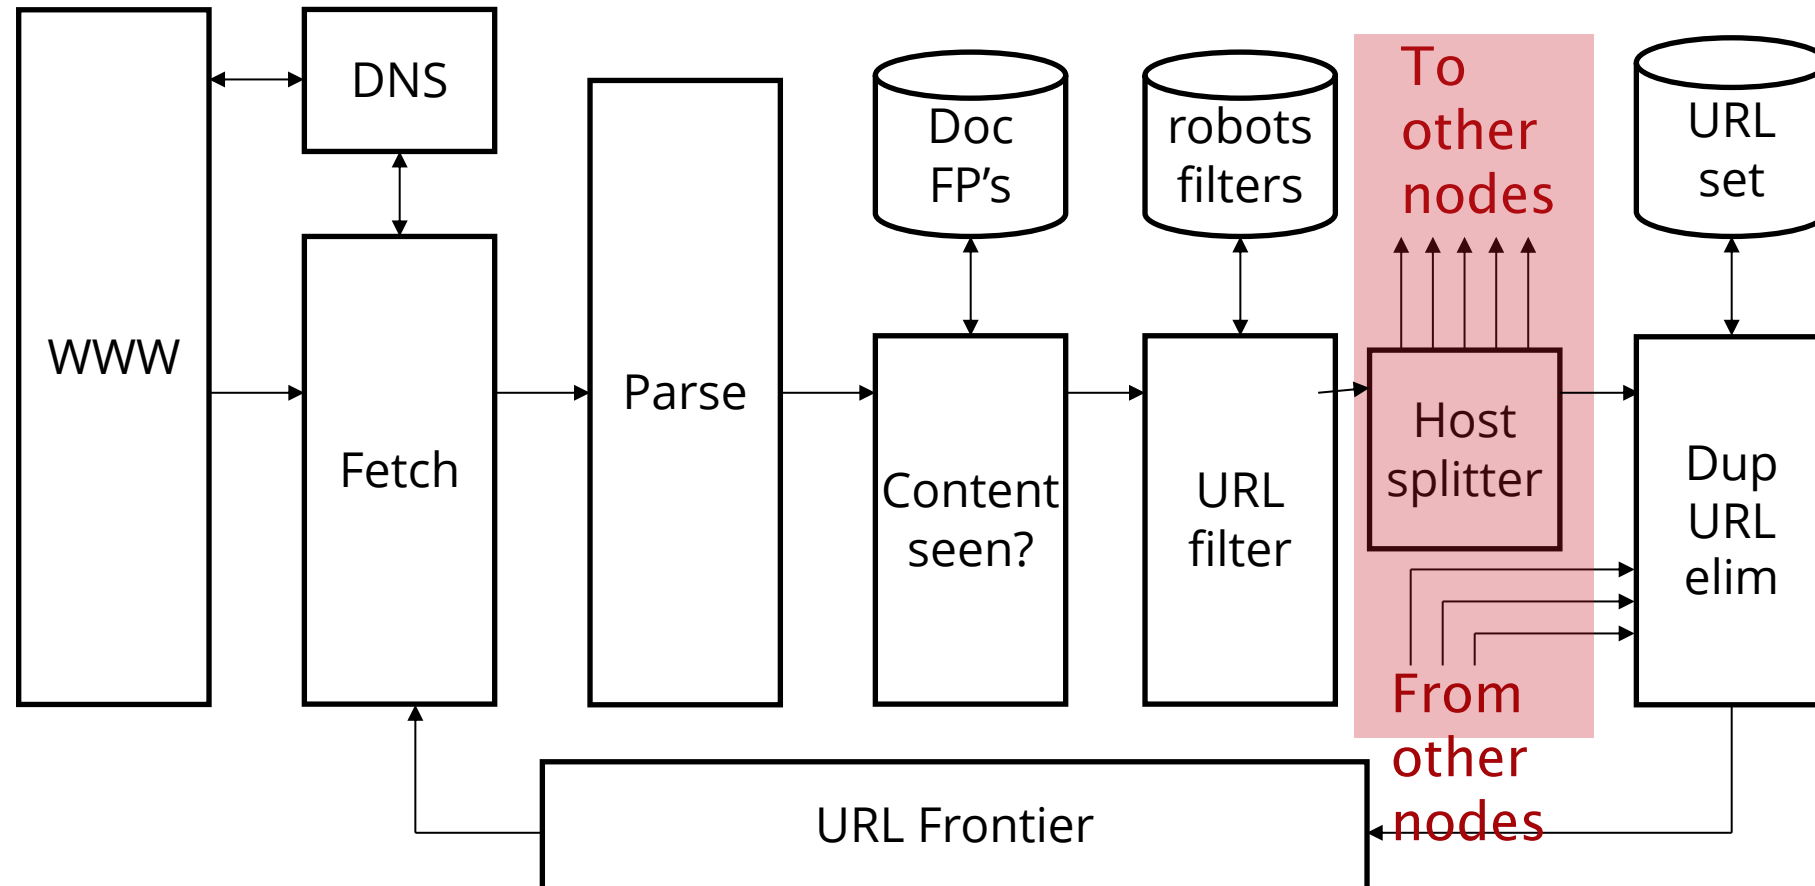 WWW
DNS
Fetch
Parse
Doc
FP’s
Content
seen?
robots
filters
URL
filter
To
other
nodes
Host
splitter
From
other
nodes
URL
set
Dup
URL
elim
URL Frontier